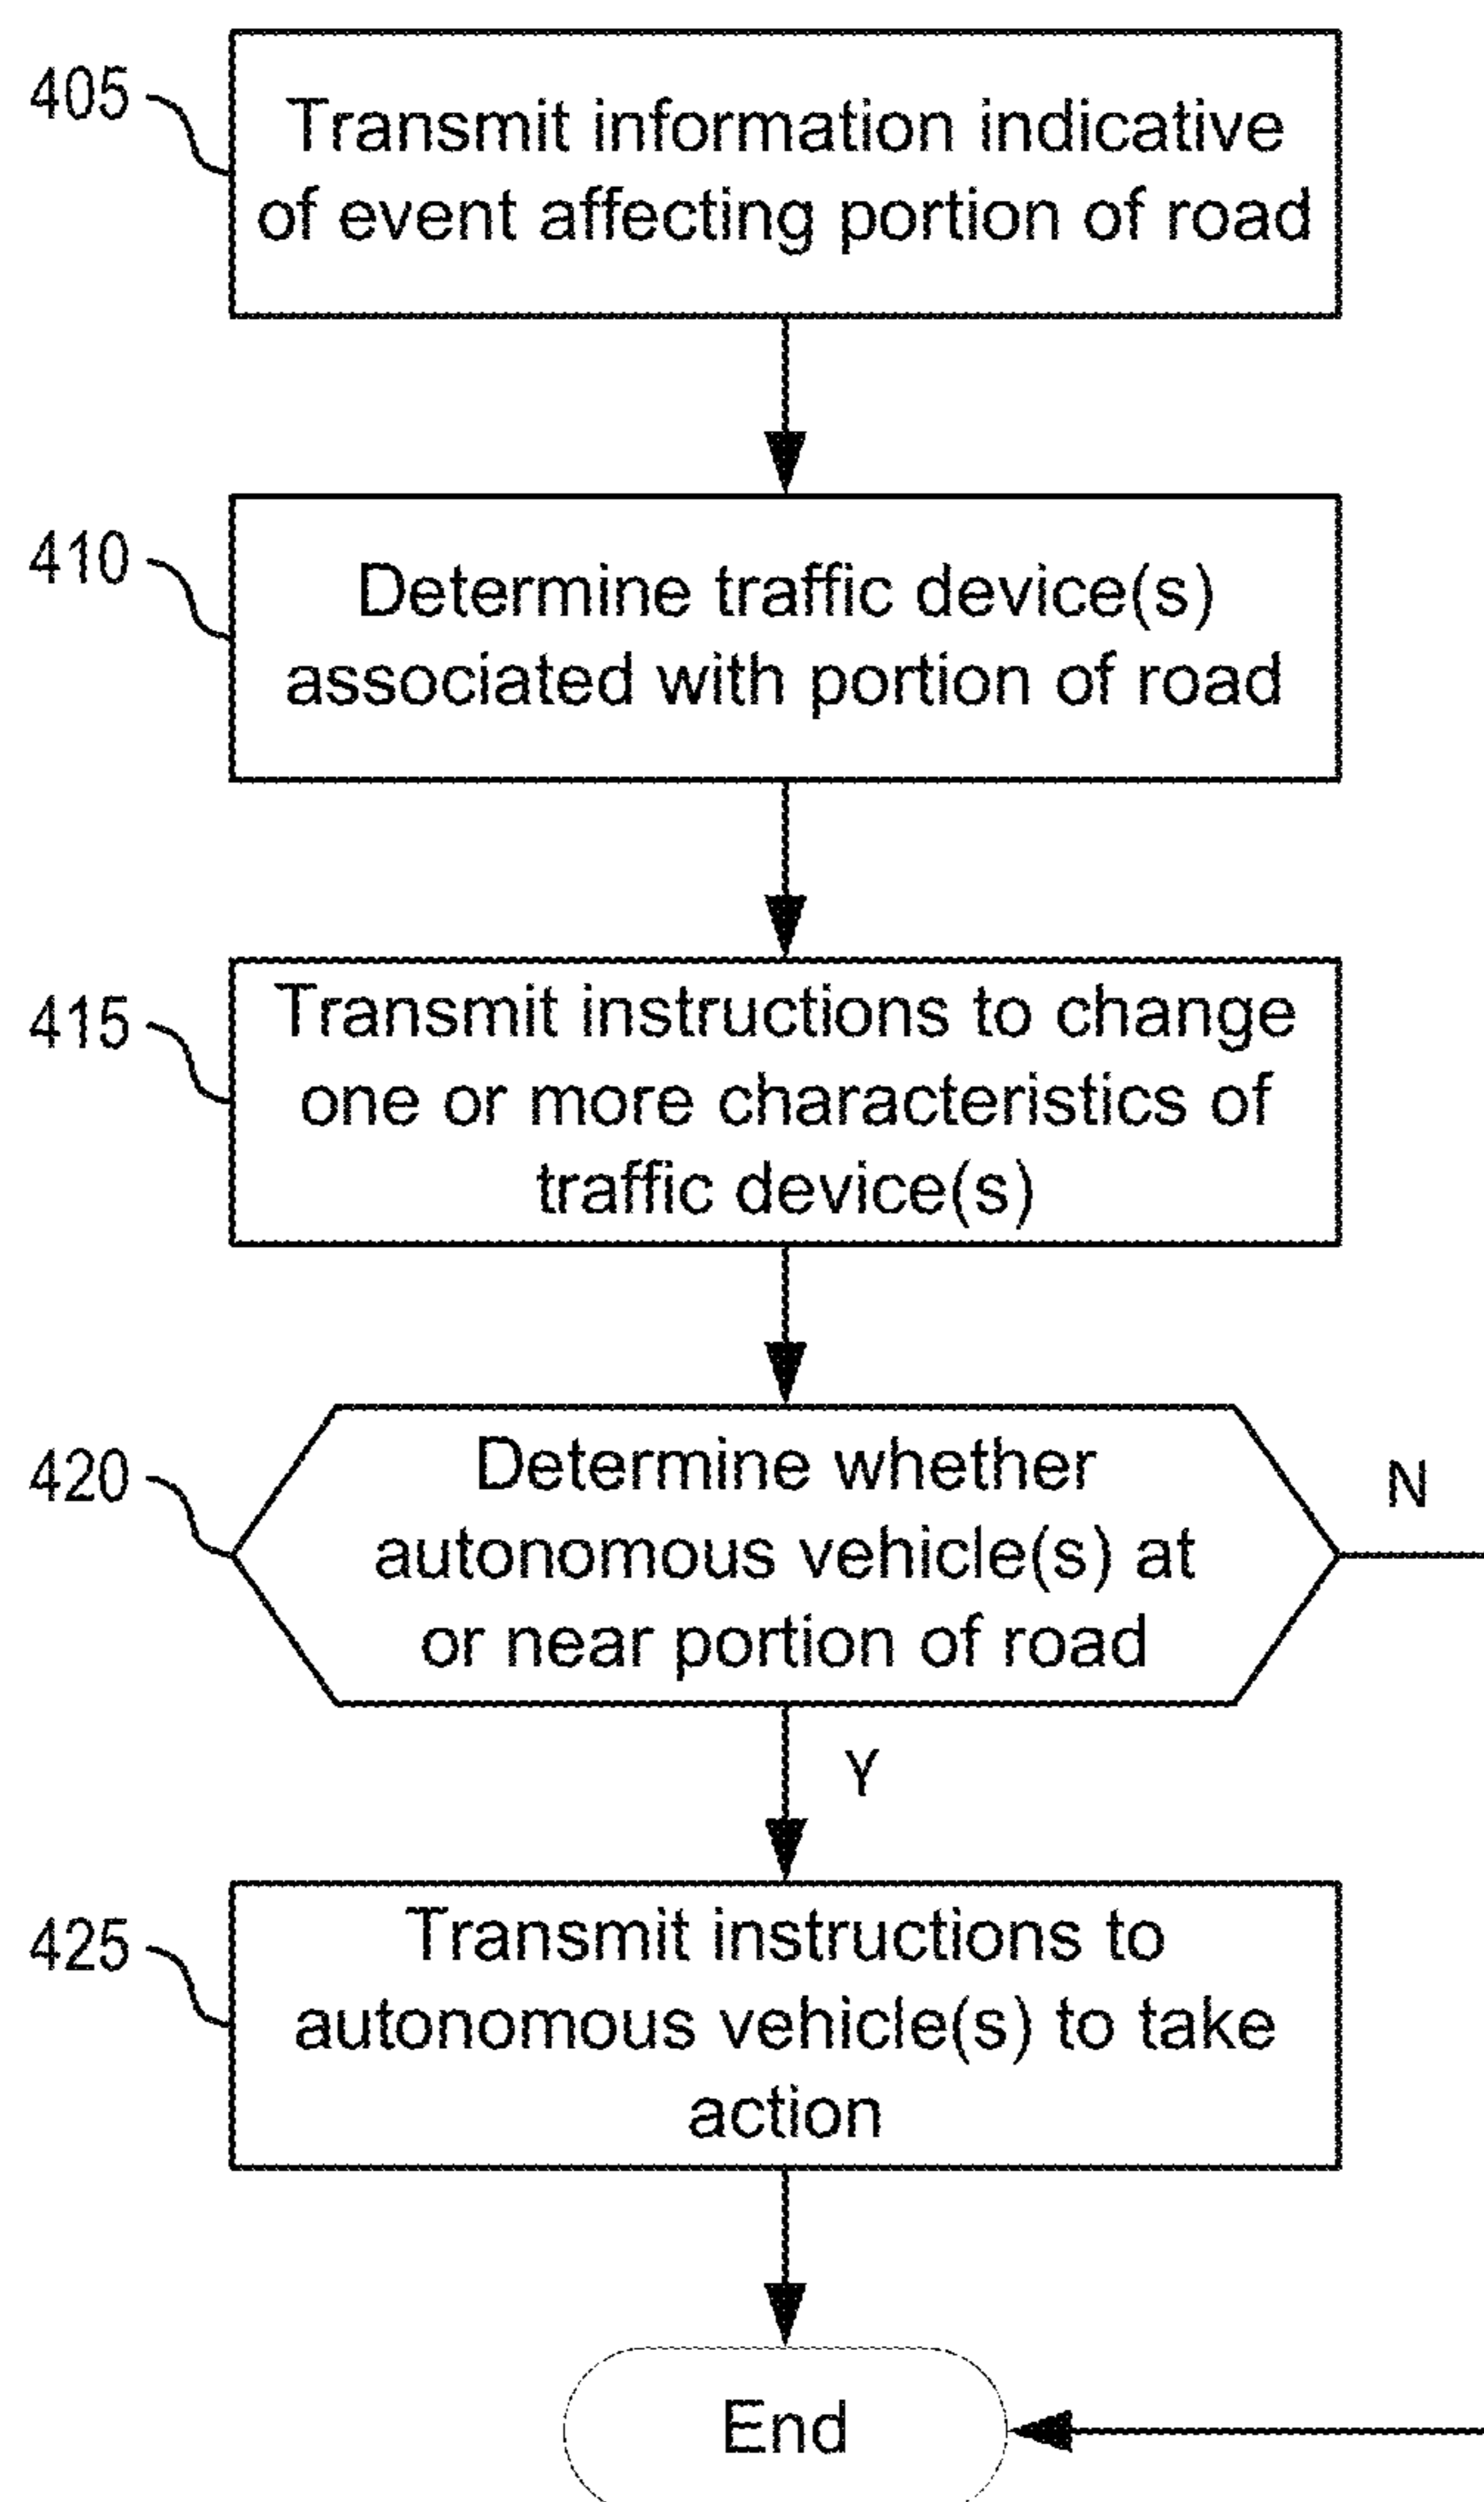 405
Transmit information indicative
of event affecting portion of road
410
Determine traffic device(s)
associated with portion of road
415
Transmit instructions to change
one or more characteristics of
traffic device(s)
420
Determine whether
autonomous vehicle(s) at
or near portion of road
N
Y
425
Transmit instructions to
autonomous vehicle(s) to take
action
End